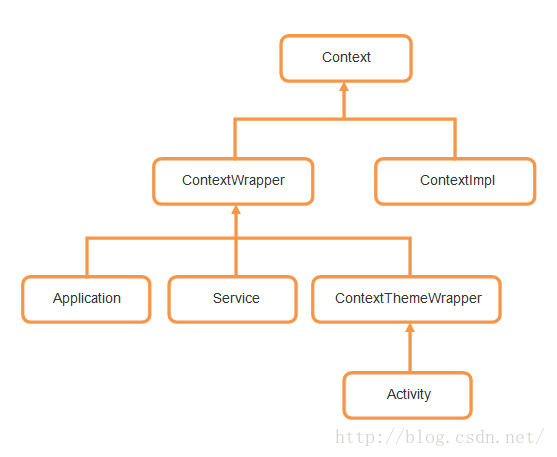 Context
ContextWrapper
ContextImpl
Application
Service
ContextThemeWrapper
Activity
http://blog.csdn.net/